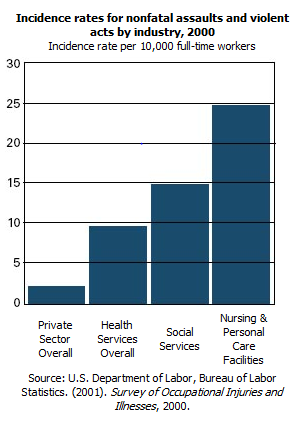 Incidence rates for nonfatal assaults and violent
acts by industry, 2000
Incidence rate per 10,000 full-time workers
30
25
20
15
10
5
0
Private
Sector
Overall
Health
Services
Overall
Social
Services
Nursing &
Personal
Care
Facilities
Source: U.S. Department of Labor, Bureau of Labor
Statistics. (2001). Survey of Occupational Injuries and
Illnesses, 2000.